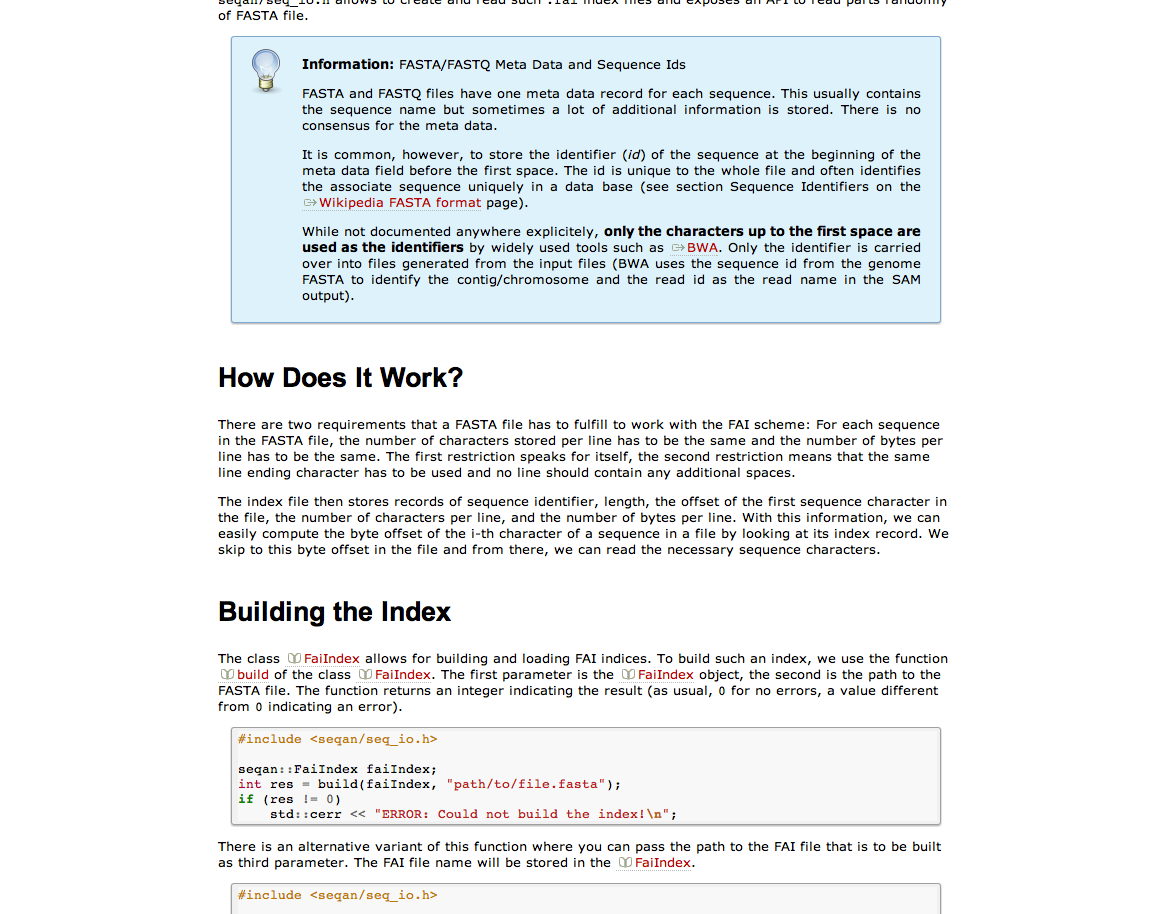 seqan/seq_io.h allows to create and read such .fai index files and exposes an API to read parts randomly
of FASTA file.
Information: FASTA/FASTQ Meta Data and Sequence Ids
FASTA and FASTQ files have one meta data record for each sequence. This usually contains
the sequence name but sometimes a lot of additional information is stored. There is no
consensus for the meta data.
It is common, however, to store the identifier (id) of the sequence at the beginning of the
meta data field before the first space. The id is unique to the whole file and often identifies
the associate sequence uniquely in a data base (see section Sequence Identifiers on the
Wikipedia FASTA format page).
While not documented anywhere explicitely, only the characters up to the first space are
used as the identifiers by widely used tools such as BWA. Only the identifier is carried
over into files generated from the input files (BWA uses the sequence id from the genome
FASTA to identify the contig/chromosome and the read id as the read name in the SAM
output).
How Does It Work?
There are two requirements that a FASTA file has to fulfill to work with the FAI scheme: For each sequence
in the FASTA file, the number of characters stored per line has to be the same and the number of bytes per
line has to be the same. The first restriction speaks for itself, the second restriction means that the same
line ending character has to be used and no line should contain any additional spaces.
The index file then stores records of sequence identifier, length, the offset of the first sequence character in
the file, the number of characters per line, and the number of bytes per line. With this information, we can
easily compute the byte offset of the i-th character of a sequence in a file by looking at its index record. We
skip to this byte offset in the file and from there, we can read the necessary sequence characters.
Building the Index
The class FaiIndex allows for building and loading FAI indices. To build such an index, we use the function
build of the class FaiIndex. The first parameter is the FaiIndex object, the second is the path to the
FASTA file. The function returns an integer indicating the result (as usual, 0 for no errors, a value different
from 0 indicating an error).
#include <seqan/seq_io.h>
seqan::FaiIndex faiIndex;
int res = build(faiIndex, "path/to/file.fasta");
if (res != 0)
    std::cerr << "ERROR: Could not build the index!\n";
There is an alternative variant of this function where you can pass the path to the FAI file that is to be built
as third parameter. The FAI file name will be stored in the FaiIndex.
#include <seqan/seq_io.h>